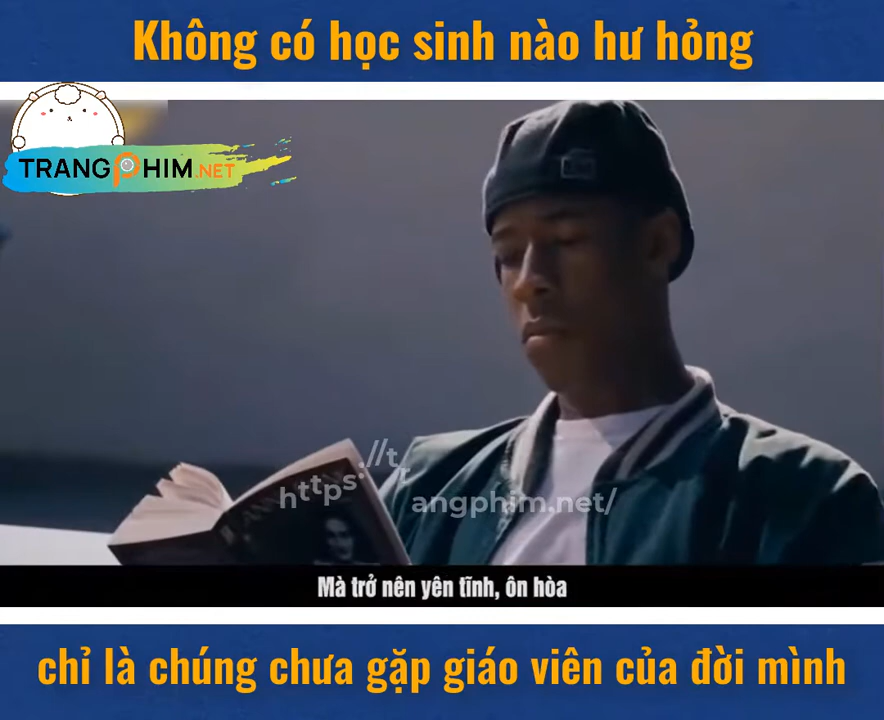 Không có học sinh nào hư hỏng
TRANGPHIM.NET
https://trangphim.net/
Mà trở nên yên tĩnh, ôn hòa
chỉ là chúng chưa gặp giáo viên của đời mình